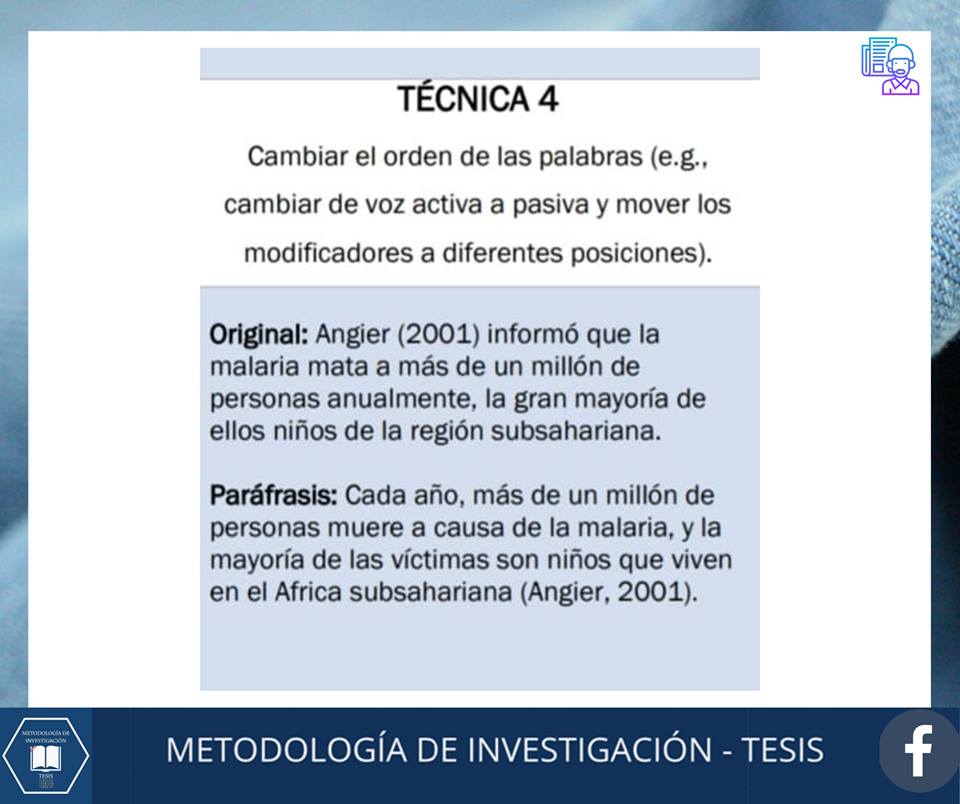 TÉCNICA 4
Cambiar el orden de las palabras (e.g.,
cambiar de voz activa a pasiva y mover los
modificadores a diferentes posiciones).
Original: Angier (2001) informó que la
malaria mata a más de un millón de
personas anualmente, la gran mayoría de
ellos niños de la región subsahariana.
Paráfrasis: Cada año, más de un millón de
personas muere a causa de la malaria, y la
mayoría de las víctimas son niños que viven
en el Africa subsahariana (Angier, 2001).
METODOLOGÍA DE
INVESTIGACIÓN
TESIS
METODOLOGÍA DE INVESTIGACIÓN - TESIS
f